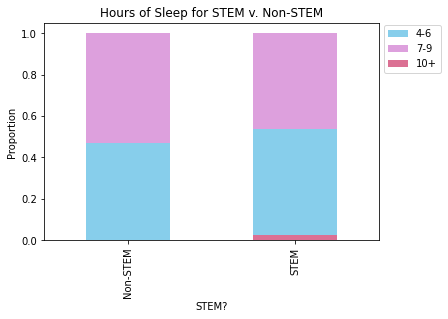 Hours of Sleep for STEM v. Non-STEM
4-6
7-9
10+
1.0
0.8
0.6
0.4
0.2
0.0
Proportion
Non-STEM
STEM
STEM?